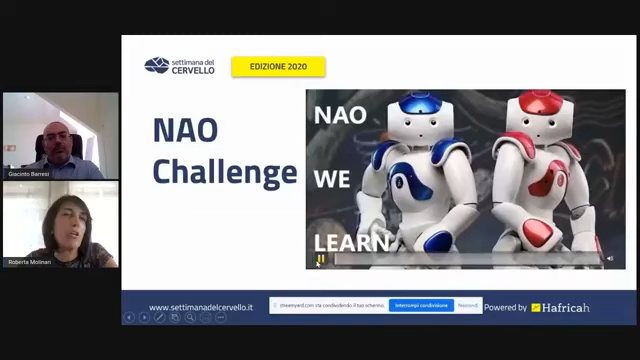 settimana del
CERVELLO
EDIZIONE 2020
NAO
Challenge
NAO
WE
LEARN
Giacinto Barresi
Roberta Molinari
www.settimanadelcervello.it
streamyard.com sta condividendo il tuo schermo.
Interrompi condivisione
Nascondi
Powered by
Hafricah